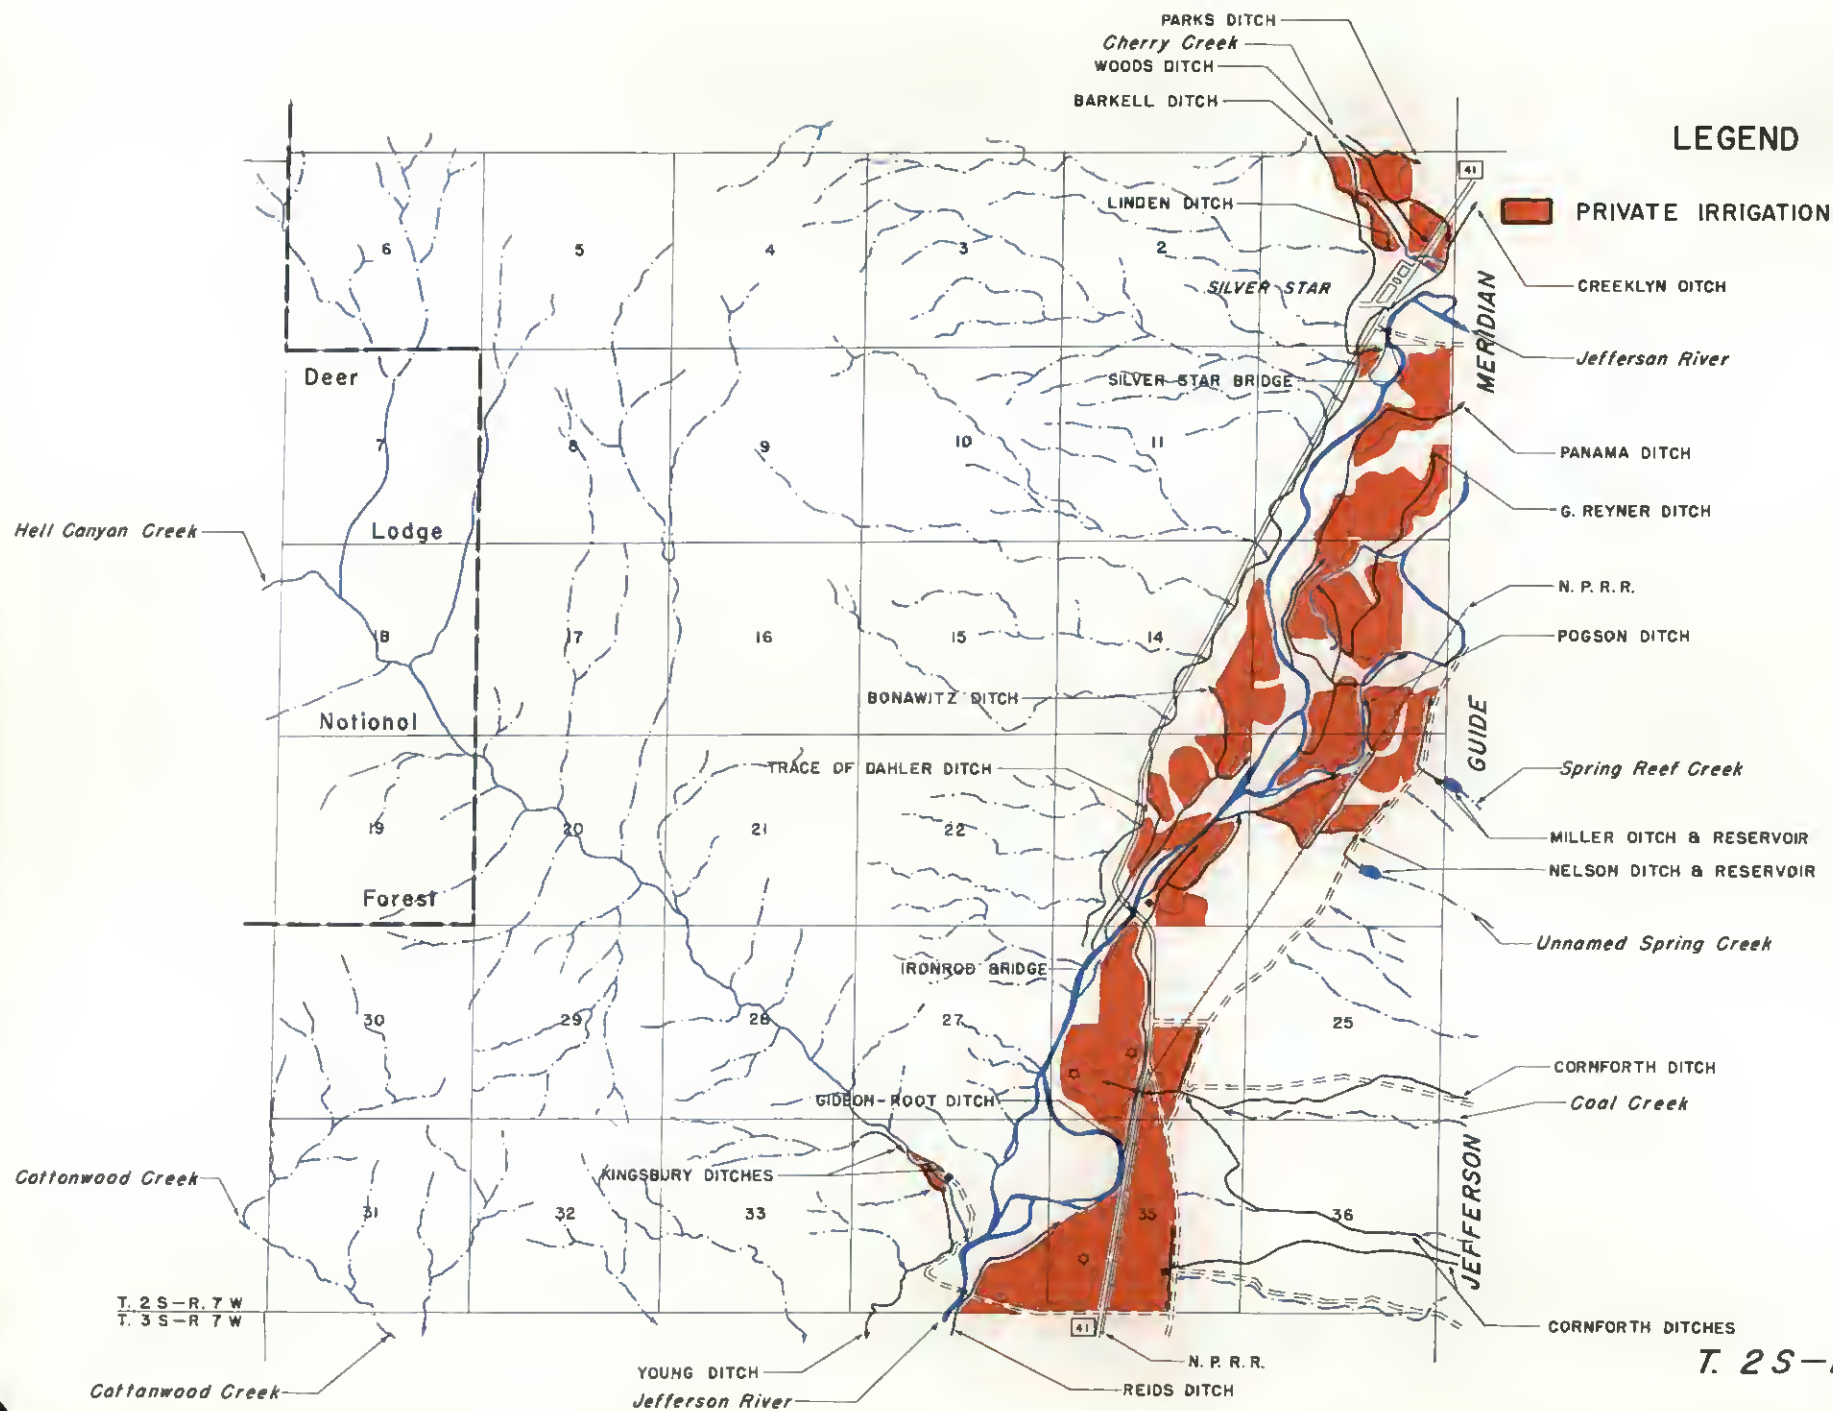 PARKS DITCH
Cherry Creek
WOODS DITCH
BARKELL DITCH
LEGEND
41
LINDEN DITCH
PRIVATE IRRIGATION
6
5
4
3
2
SILVER STAR
CREEKLYN DITCH
MERIDIAN
Jefferson River
Deer
SILVER STAR BRIDGE
7
8
9
10
11
PANAMA DITCH
Hell Canyon Creek
Lodge
G. REYNER DITCH
N. P. R. R.
18
17
16
15
14
POGSON DITCH
BONAWITZ DITCH
National
GUIDE
TRACE OF DAHLER DITCH
Spring Reef Creek
19
20
21
22
MILLER DITCH & RESERVOIR
NELSON DITCH & RESERVOIR
Forest
Unnamed Spring Creek
IRONROD BRIDGE
30
29
28
27
25
CORNFORTH DITCH
GIDEON-ROOT DITCH
Coal Creek
Cottonwood Creek
KINGSBURY DITCHES
JEFFERSON
31
32
33
35
36
T. 2 S-R. 7 W
T. 3 S-R 7 W
41
CORNFORTH DITCHES
T. 2 S-
N. P. R. R.
YOUNG DITCH
REIDS DITCH
Cottanwood Creek
Jefferson River